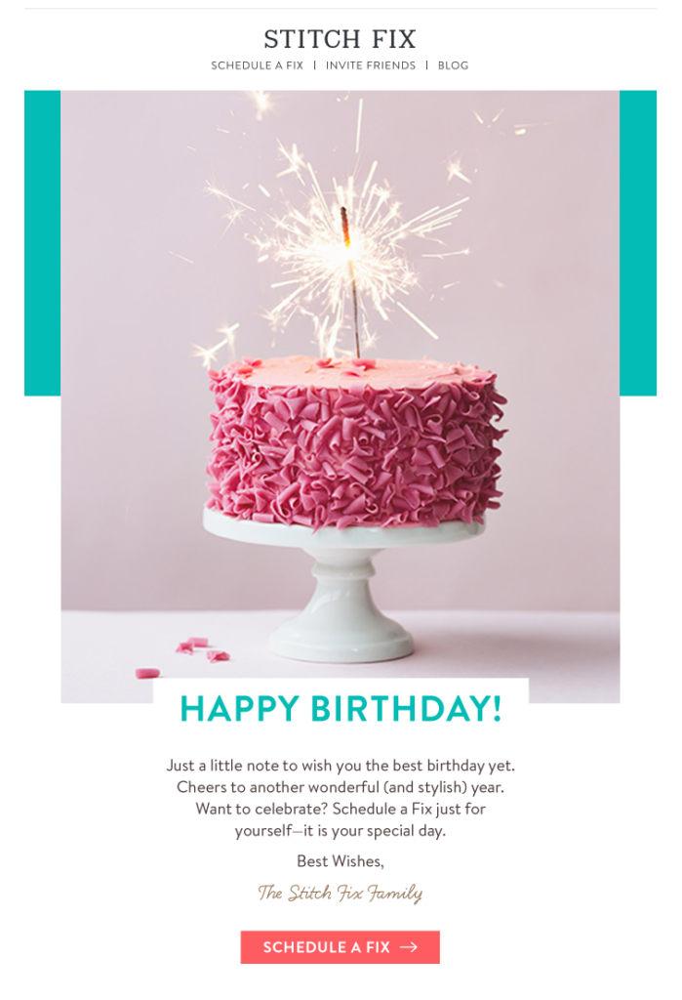 STITCH FIX
SCHEDULE A FIX | INVITE FRIENDS | BLOG
HAPPY BIRTHDAY!
Just a little note to wish you the best birthday yet.
Cheers to another wonderful (and stylish) year.
Want to celebrate? Schedule a Fix just for
yourself—it is your special day.
Best Wishes,
The Stitch Fix Family
SCHEDULE A FIX →